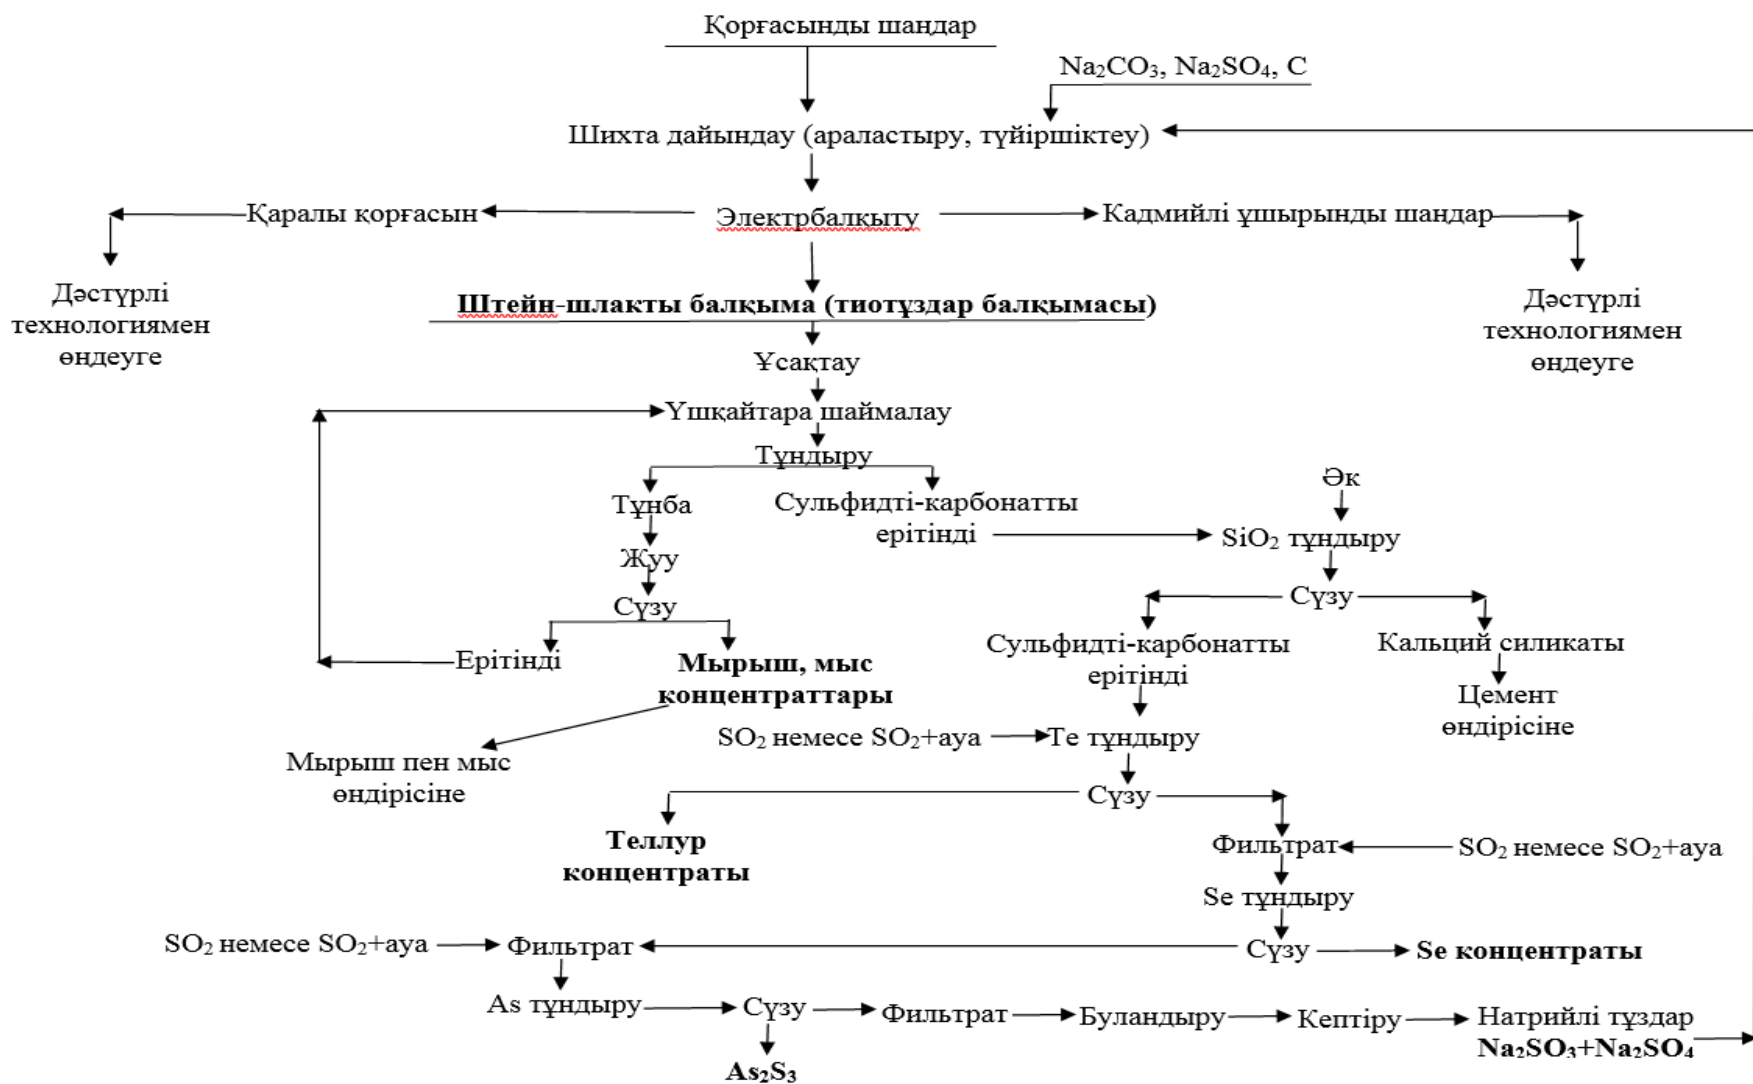 Қорғасынды шаңдар
Na₂CO₃, Na₂SO₄, C
Шихта дайындау (араластыру, түйіршіктеу)
Қаралы қорғасын
Электрбалқыту
Кадмийлі ұшырынды шаңдар
Дәстүрлі
технологиямен
өңдеуге
Штейн-шлакты балқыма (тиотұздар балқымасы)
Дәстүрлі
технологиямен
өңдеуге
Ұсақтау
Үшқайтара шаймалау
Тұндыру
Тұнба
Сульфидті-карбонатты
ерітінді
Әк
SiO₂ тұндыру
Жуу
Сүзу
Сүзу
Ерітінді
Мырыш, мыс
концентраттары
Сульфидті-карбонатты
ерітінді
Кальций силикаты
Цемент
өндірісіне
SO₂ немесе SO₂+ауа
Te тұндыру
Мырыш пен мыс
өндірісіне
Сүзу
Теллур
концентраты
Фильтрат
SO₂ немесе SO₂+ауа
Se тұндыру
SO₂ немесе SO₂+ауа
Фильтрат
Сүзу
Se концентраты
As тұндыру
Сүзу
Фильтрат
Буландыру
Кептіру
Натрийлі тұздар
Na₂SO₃+Na₂SO₄
As₂S₃